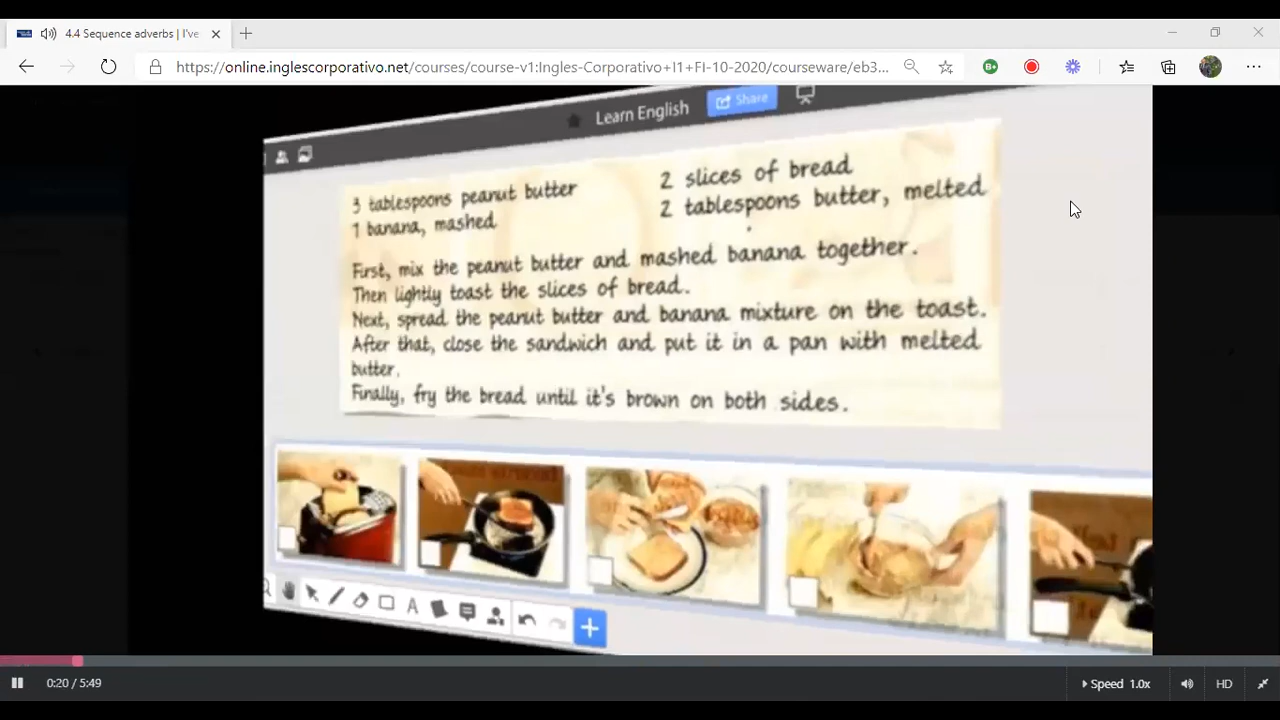 4.4 Sequence adverbs | I've
https://online.inglescorporativo.net/courses/course-v1:Ingles-Corporativo+I1+FI-10-2020/courseware/eb3...
Learn English
Share
3 tablespoons peanut butter
1 banana, mashed
2 slices of bread
2 tablespoons butter, melted
First, mix the peanut butter and mashed banana together.
Then lightly toast the slices of bread.
Next, spread the peanut butter and banana mixture on the toast.
After that, close the sandwich and put it in a pan with melted
butter.
Finally, fry the bread until it's brown on both sides.
0:20 / 5:49
Speed 1.0x
HD